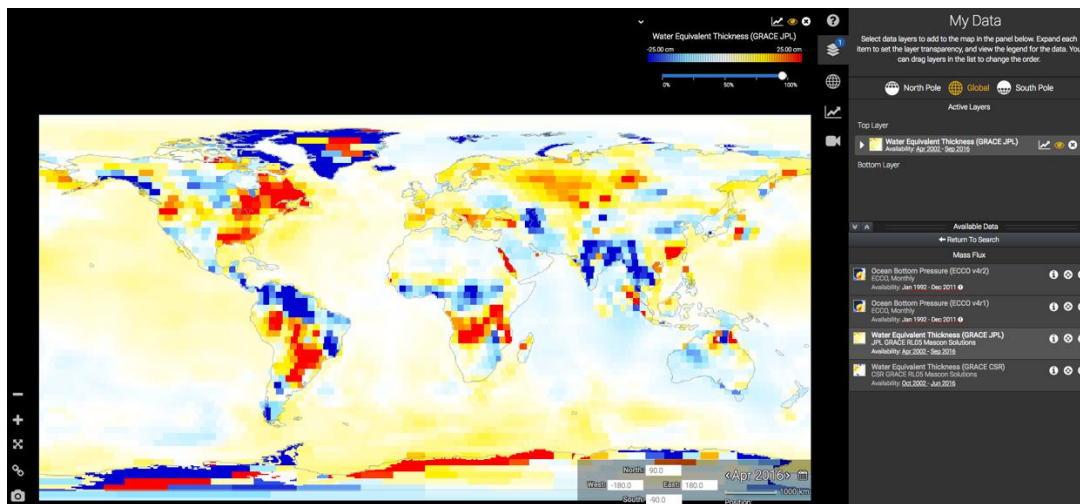 Water Equivalent Thickness (GRACE JPL)
-25.00 cm 25.00 cm
0% 50% 100%
My Data
Select data layers to add to the map in the panel below. Expand each
item to set the layer transparency, and view the legend for the data. You
can drag layers in the list to change the order.
North Pole Global South Pole
Active Layers
Top Layer
Water Equivalent Thickness (GRACE JPL)
Availability: Apr 2002 - Sep 2016
Bottom Layer
Available Data
Return To Search
Mass Flux
Ocean Bottom Pressure (ECCO v4r2)
ECCO, Monthly
Availability: Jan 1992 - Dec 2011
Ocean Bottom Pressure (ECCO v4r1)
ECCO, Monthly
Availability: Jan 1992 - Dec 2011
Water Equivalent Thickness (GRACE JPL)
JPL GRACE RL05 Mascon Solutions
Availability: Apr 2002 - Sep 2016
Water Equivalent Thickness (GRACE CSR)
CSR GRACE RL05 Mascon Solutions
Availability: Oct 2002 - Jun 2016
North: 90.0
West: -180.0 East: 180.0
South: -90.0
<Apr 2016>
1000 km
Position: